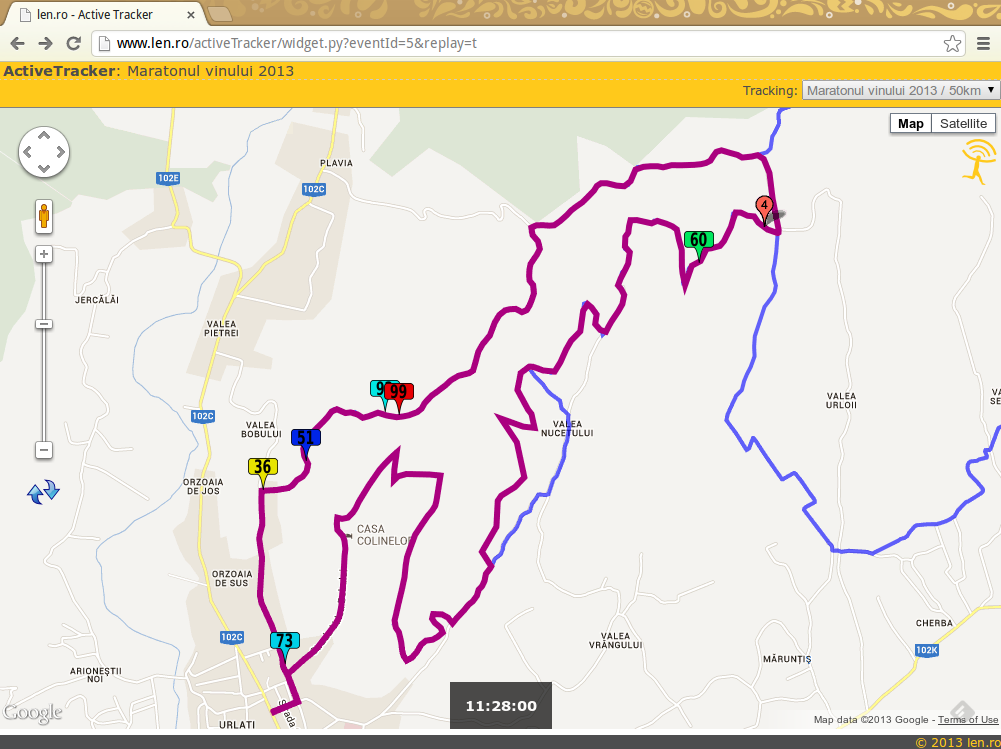 len.ro - Active Tracker
www.len.ro/activeTracker/widget.py?eventId=5&replay=t
ActiveTracker: Maratonul vinului 2013
Tracking: Maratonul vinului 2013 / 50km
Map Satellite
PLAVIA
102E
102C
4
60
JERCĂLĂI
VALEA
PIETREI
99
VALEA
URLOII
102C
VALEA
BOBULUI
VALEA
NUCETULUI
51
36
ORZOAIA
DE JOS
CASA
COLINELOR
ORZOAIA
DE SUS
102C
73
CHERBA
VALEA
VRÂNGULUI
102K
MĂRUNȚIȘ
ARIONEȘTII
NOI
Strada
11:28:00
Google
URLAȚI
Map data ©2013 Google - Terms of Use
© 2013 len.ro